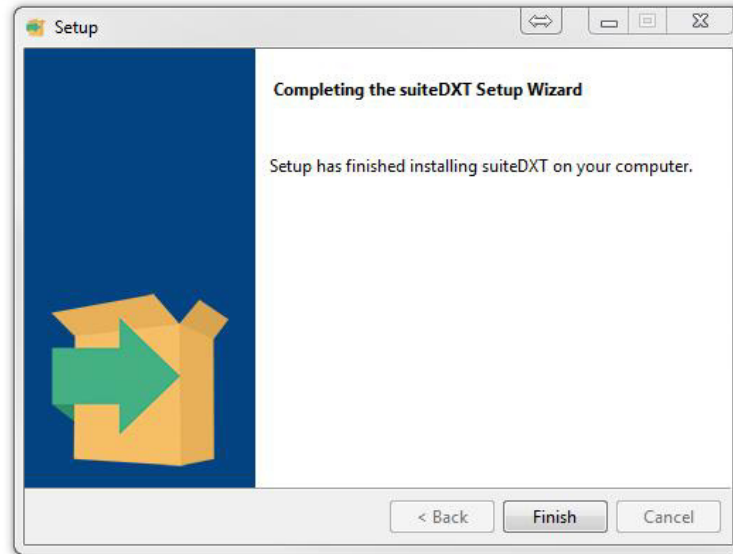 Setup
Completing the suiteDXT Setup Wizard
Setup has finished installing suiteDXT on your computer.
< Back
Finish
Cancel